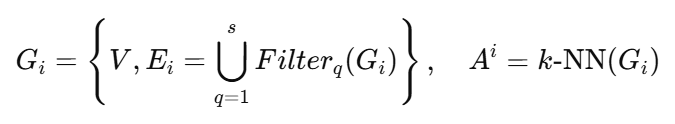 G_i = \left\{ V, E_i = \bigcup_{q=1}^{s} Filter_q(G_i) \right\}, \quad A^i = k\text{-NN}(G_i)